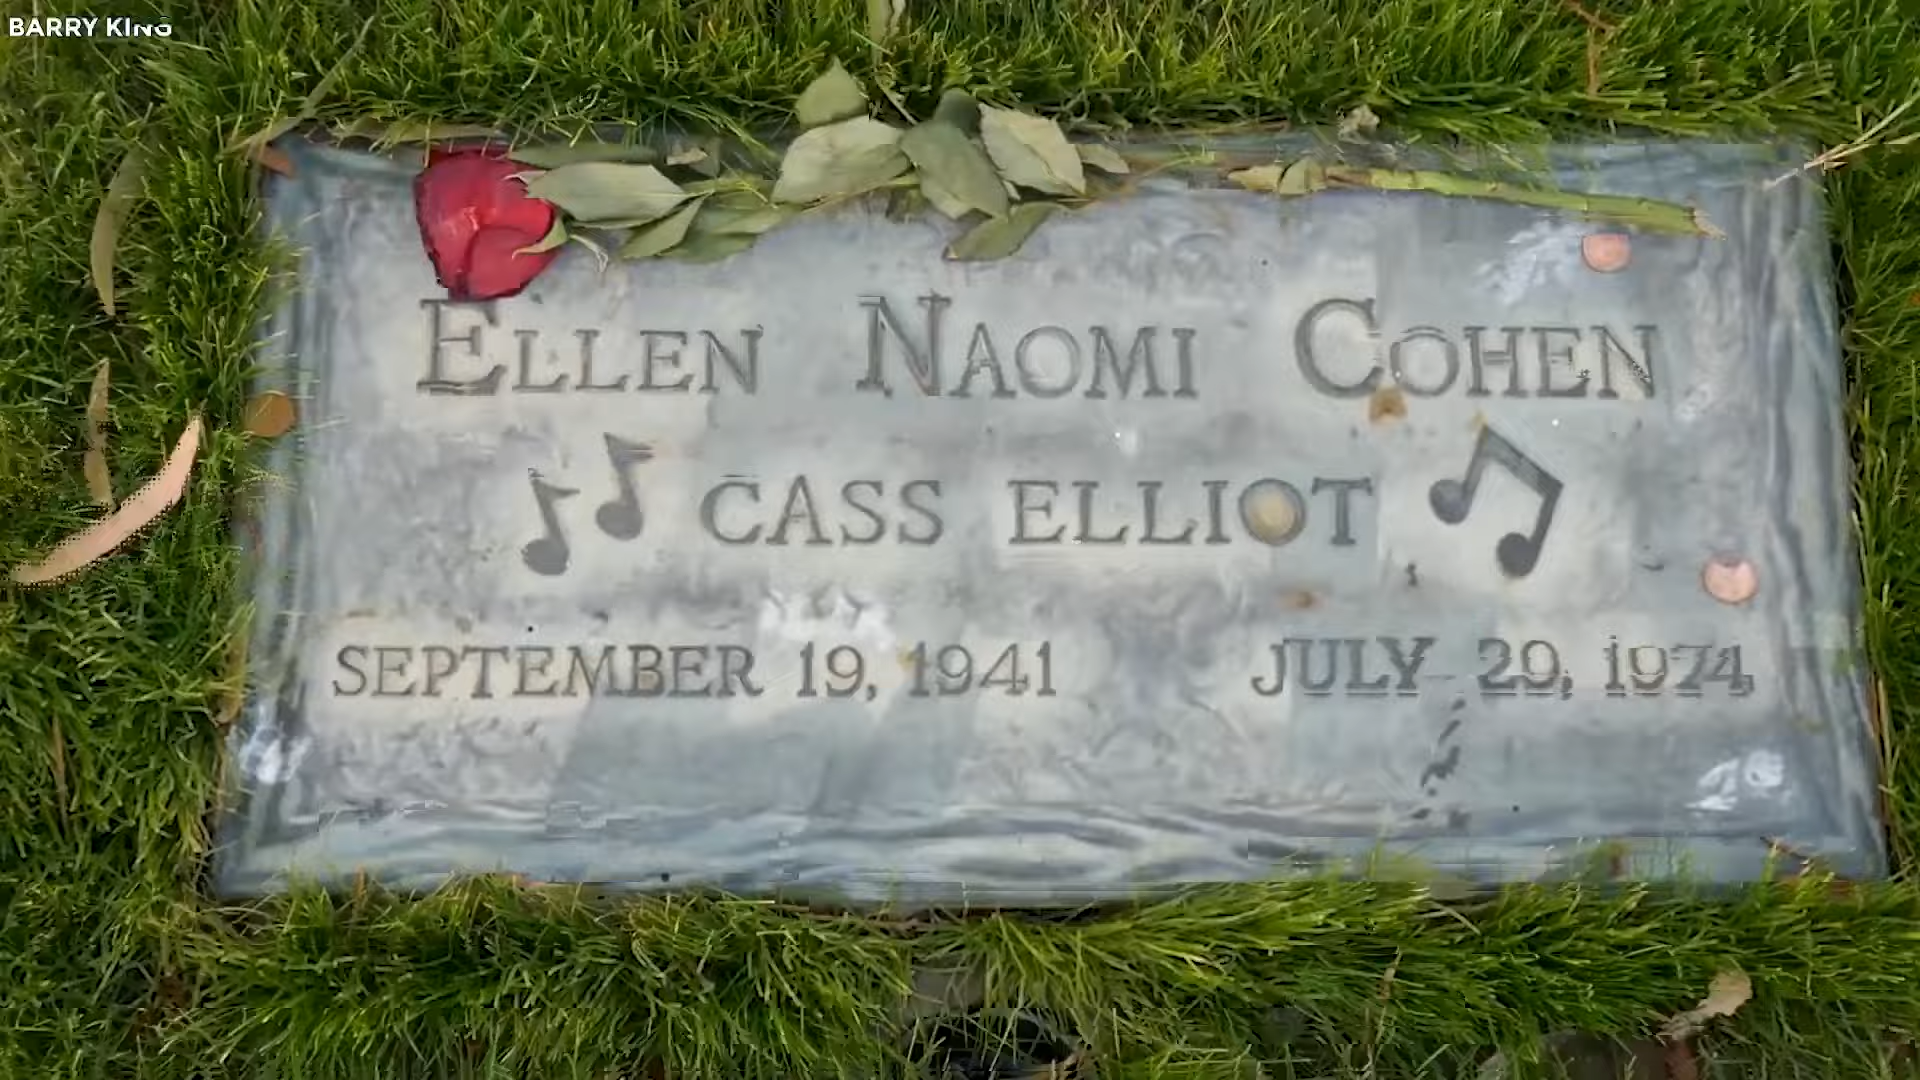 BARRY KING
ELLEN NAOMI COHEN
CASS ELLIOT
SEPTEMBER 19, 1941 JULY 29, 1974